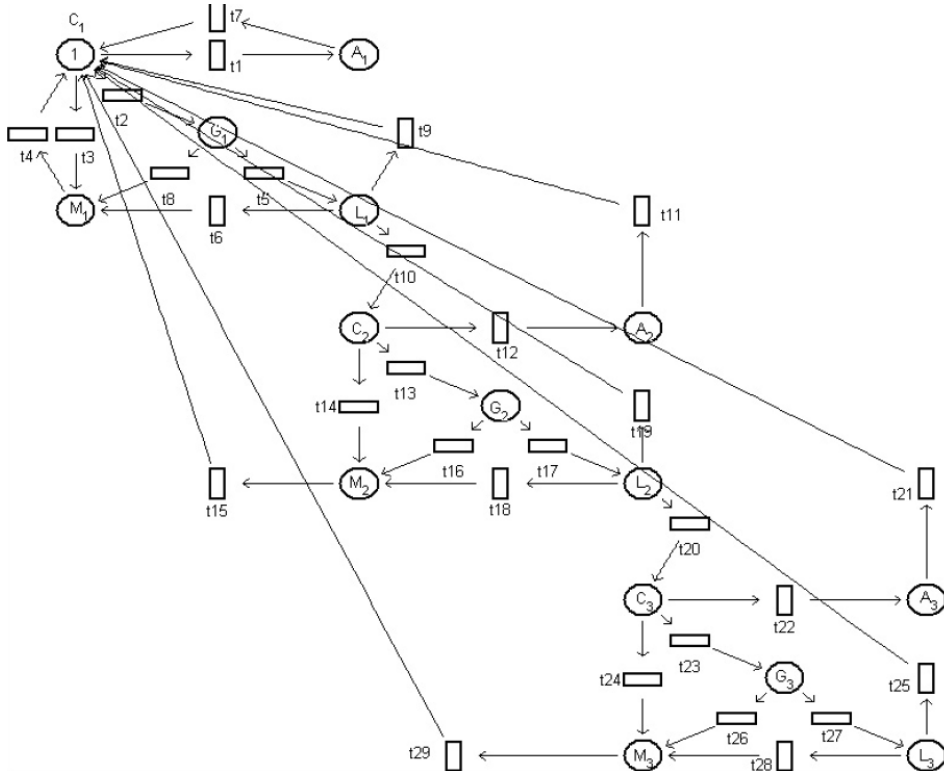 C1 t7
1 t1 A1
t2 G1 t9
t4 t3
t8 t5
M1 t6 L1 t11
t10
C2 t12 A2
t13
t14 G2 t19
t16 t17
M2 L2 t21
t15 t18
t20
C3 A3
t22
t23
t24 G3 t25
t26 t27
t29 M3 t28 L3